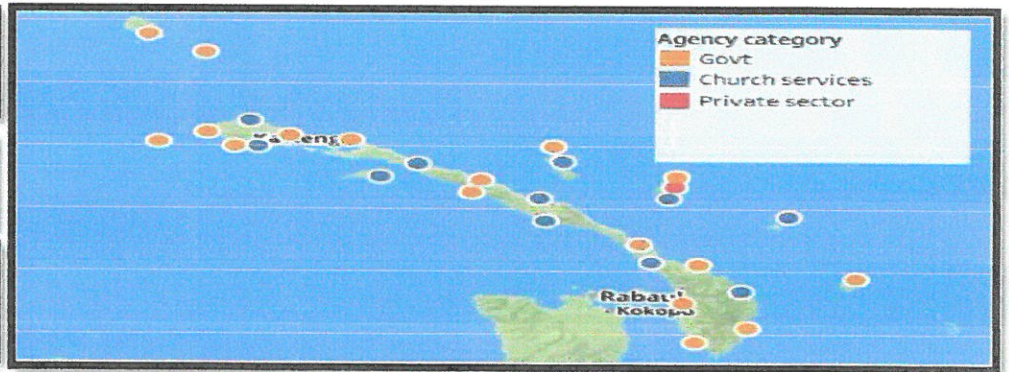 Agency category
Govt
Church services
Private sector
Rabaul
Kokopo